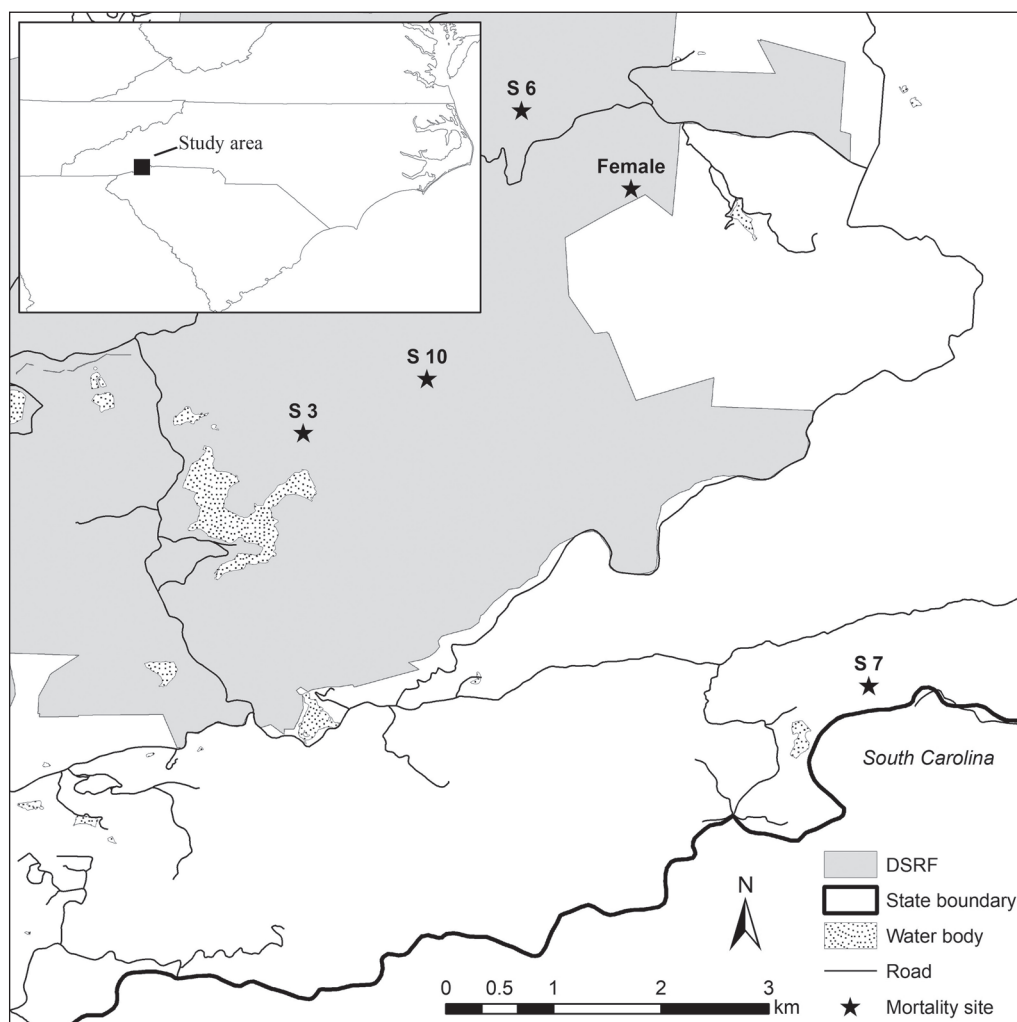 Study area
S 6
Female
S 10
S 3
S 7
South Carolina
N
DSRF
State boundary
Water body
Road
Mortality site
0 0.5 1 2 3
km